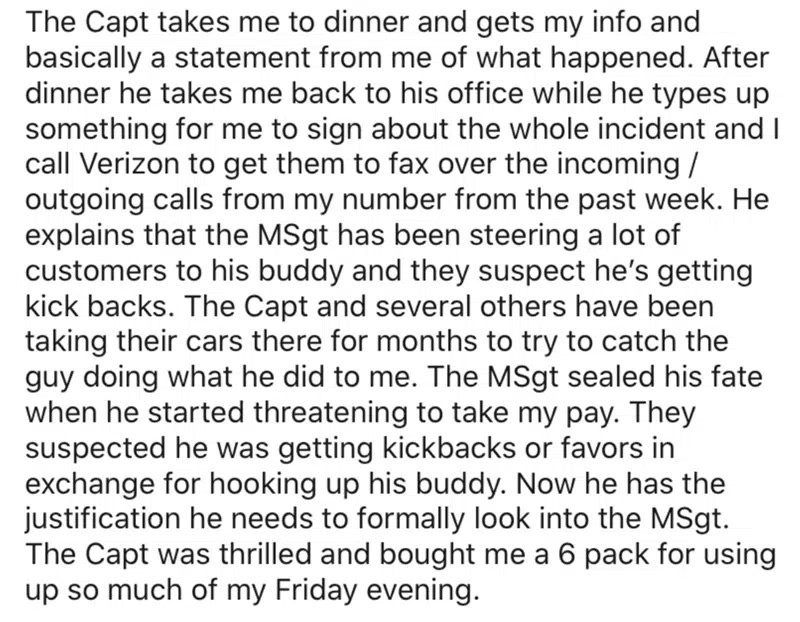 The Capt takes me to dinner and gets my info and
basically a statement from me of what happened. After
dinner he takes me back to his office while he types up
something for me to sign about the whole incident and I
call Verizon to get them to fax over the incoming /
outgoing calls from my number from the past week. He
explains that the MSgt has been steering a lot of
customers to his buddy and they suspect he’s getting
kick backs. The Capt and several others have been
taking their cars there for months to try to catch the
guy doing what he did to me. The MSgt sealed his fate
when he started threatening to take my pay. They
suspected he was getting kickbacks or favors in
exchange for hooking up his buddy. Now he has the
justification he needs to formally look into the MSgt.
The Capt was thrilled and bought me a 6 pack for using
up so much of my Friday evening.